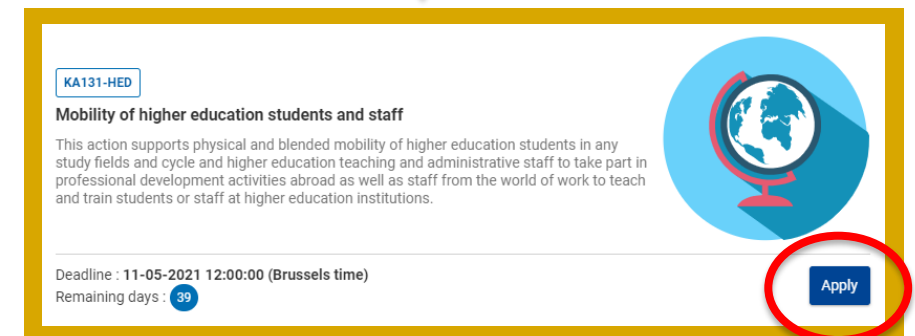 KA131-HED
Mobility of higher education students and staff
This action supports physical and blended mobility of higher education students in any
study fields and cycle and higher education teaching and administrative staff to take part in
professional development activities abroad as well as staff from the world of work to teach
and train students or staff at higher education institutions.
Deadline : 11-05-2021 12:00:00 (Brussels time)
Remaining days : 39
Apply